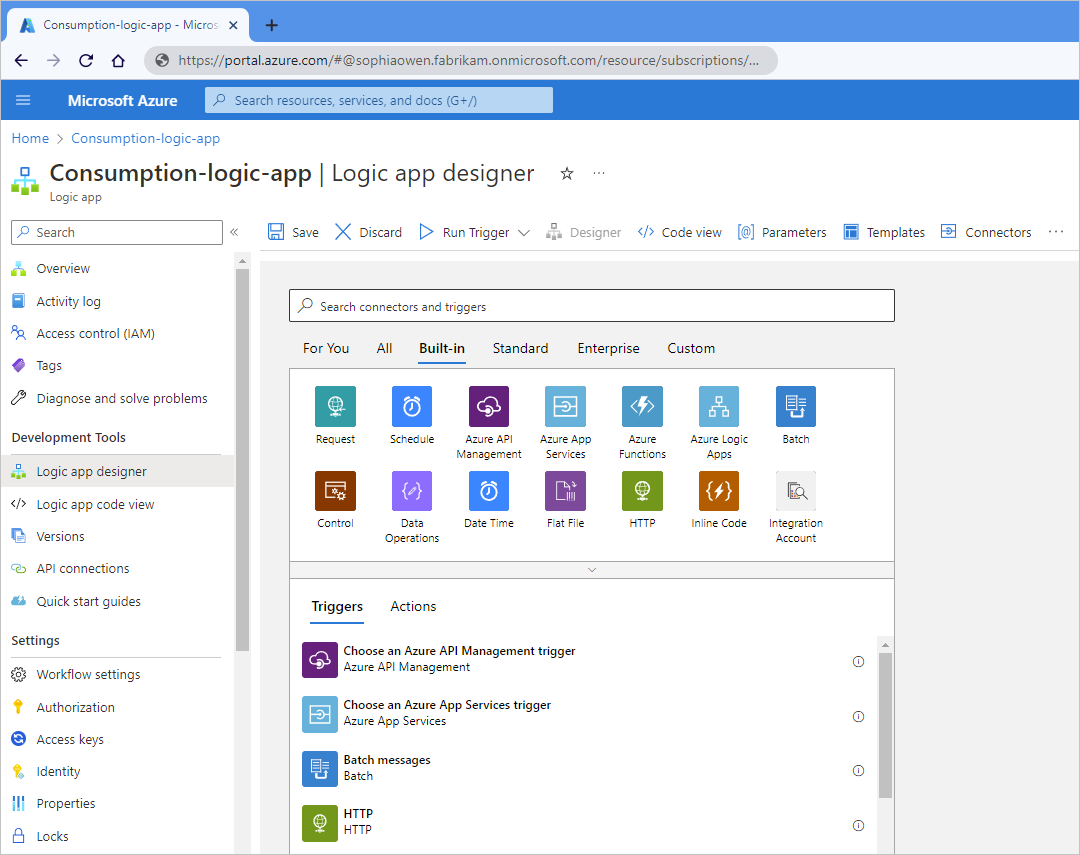 Consumption-logic-app - Micros
https://portal.azure.com/#@sophiaowen.fabrikam.onmicrosoft.com/resource/subscriptions/...
Microsoft Azure
Search resources, services, and docs (G+/)
Home > Consumption-logic-app
Consumption-logic-app | Logic app designer
Logic app
Search
Save
Discard
Run Trigger
Designer
Code view
Parameters
Templates
Connectors
Overview
Activity log
Access control (IAM)
Tags
Diagnose and solve problems
Development Tools
Logic app designer
Logic app code view
Versions
API connections
Quick start guides
Settings
Workflow settings
Authorization
Access keys
Identity
Properties
Locks
Search connectors and triggers
For You
All
Built-in
Standard
Enterprise
Custom
Request
Schedule
Azure API
Management
Azure App
Services
Azure
Functions
Azure Logic
Apps
Batch
Control
Data
Operations
Date Time
Flat File
HTTP
Inline Code
Integration
Account
Triggers
Actions
Choose an Azure API Management trigger
Azure API Management
Choose an Azure App Services trigger
Azure App Services
Batch messages
Batch
HTTP
HTTP